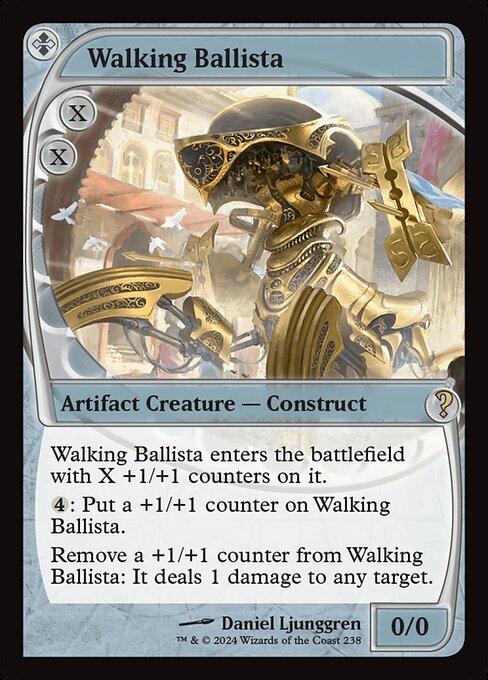 Walking Ballista
X
X
Artifact Creature — Construct
Walking Ballista enters the battlefield
with X +1/+1 counters on it.
4: Put a +1/+1 counter on Walking
Ballista.
Remove a +1/+1 counter from Walking
Ballista: It deals 1 damage to any target.
Daniel Ljunggren
™ & © 2024 Wizards of the Coast 238
0/0